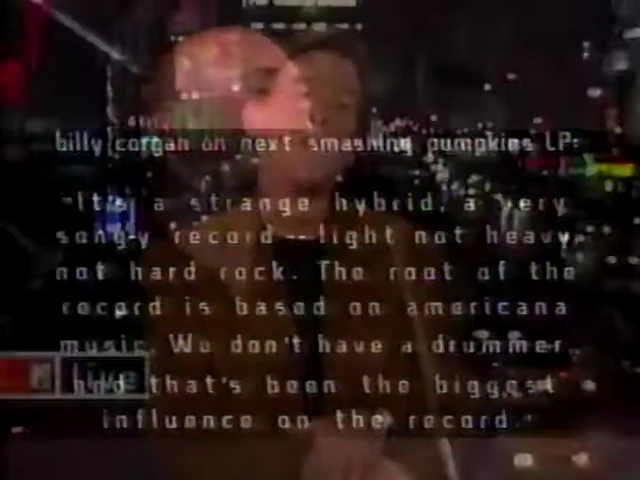 billy corgan on next smashing pumpkins LP:
"It's a strange hybrid, a very
song-y record--light not heavy,
not hard rock. The root of the
record is based on americana
music. We don't have a drummer,
and that's been the biggest
influence on the record."
live